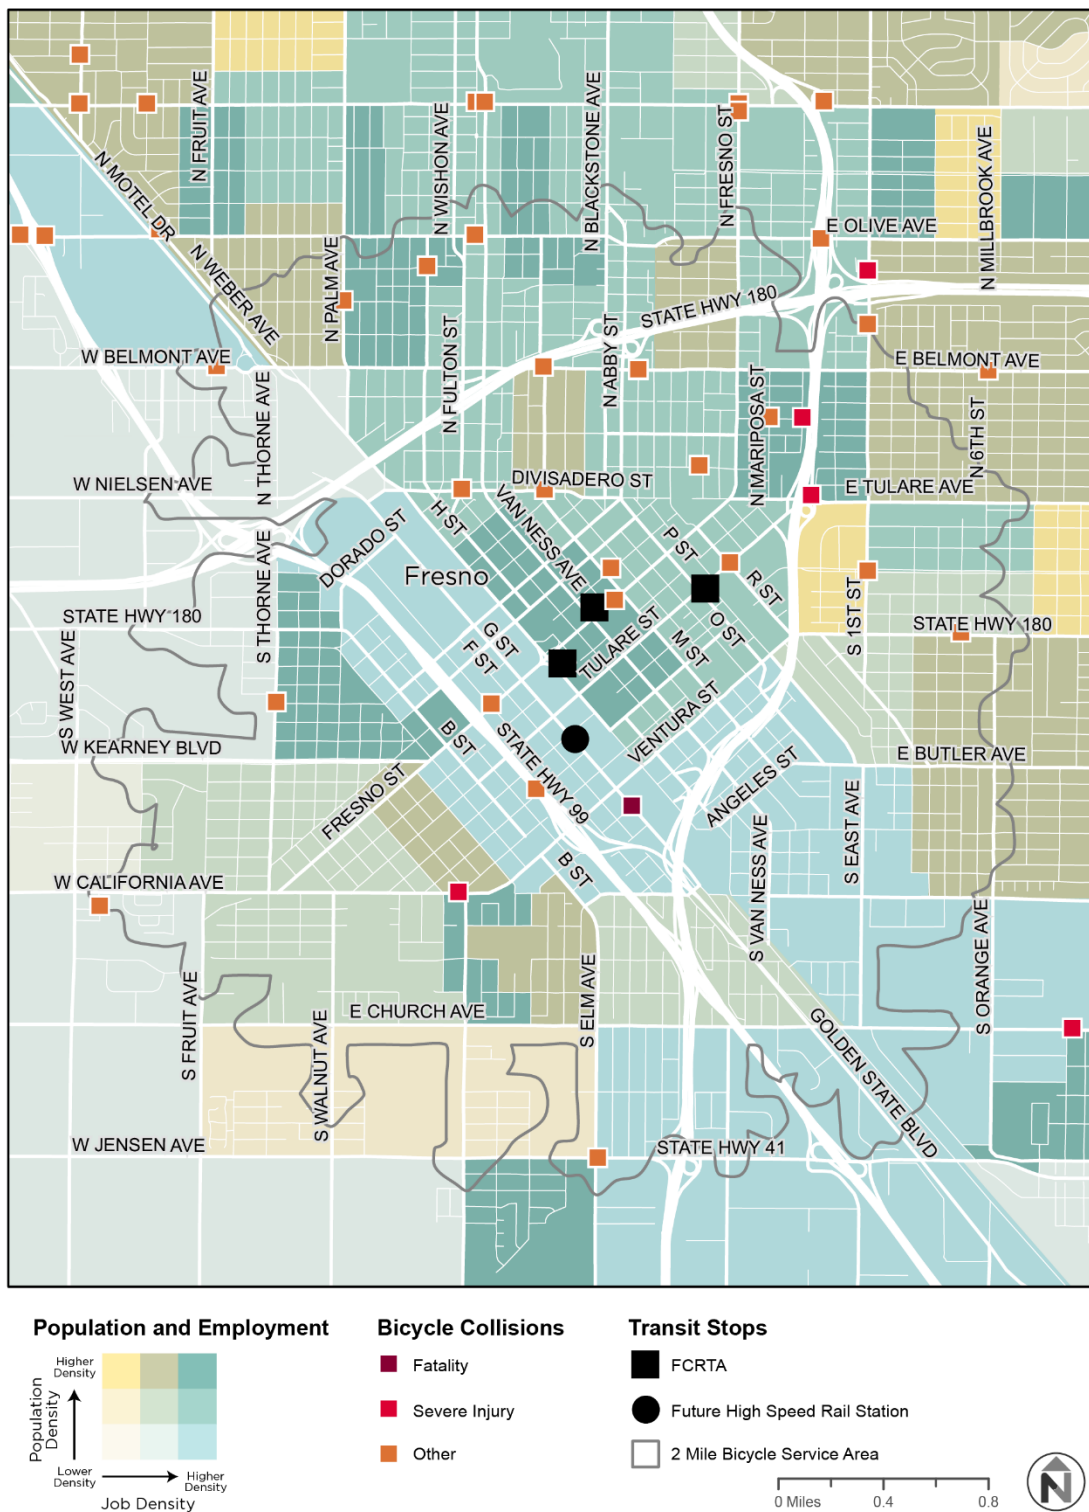 N FRUIT AVE
N MOTEL DR
N WEBER AVE
N WISHON AVE
N BLACKSTONE AVE
N FRESNO ST
N MILLBROOK AVE
E OLIVE AVE
N PALM AVE
STATE HWY 180
W BELMONT AVE
E BELMONT AVE
N THORNE AVE
N FULTON ST
N ABBY ST
N MARIPOSA ST
N 6TH ST
W NIELSEN AVE
DIVISADERO ST
E TULARE AVE
H ST
VAN NESS AVE
P ST
R ST
DORADO ST
Fresno
S THORNE AVE
STATE HWY 180
G ST
F ST
TULARE ST
M ST
O ST
S 1ST ST
STATE HWY 180
S WEST AVE
W KEARNEY BLVD
B ST
STATE HWY 99
VENTURA ST
E BUTLER AVE
FRESNO ST
ANGELES ST
S EAST AVE
W CALIFORNIA AVE
B ST
S VAN NESS AVE
S FRUIT AVE
S WALNUT AVE
E CHURCH AVE
S ELM AVE
S ORANGE AVE
GOLDEN STATE BLVD
W JENSEN AVE
STATE HWY 41
Population and Employment
Higher
Density
Population
Density
Lower
Density
Higher
Density
Job Density
Bicycle Collisions
Fatality
Severe Injury
Other
Transit Stops
FCRTA
Future High Speed Rail Station
2 Mile Bicycle Service Area
0 Miles 0.4 0.8
N